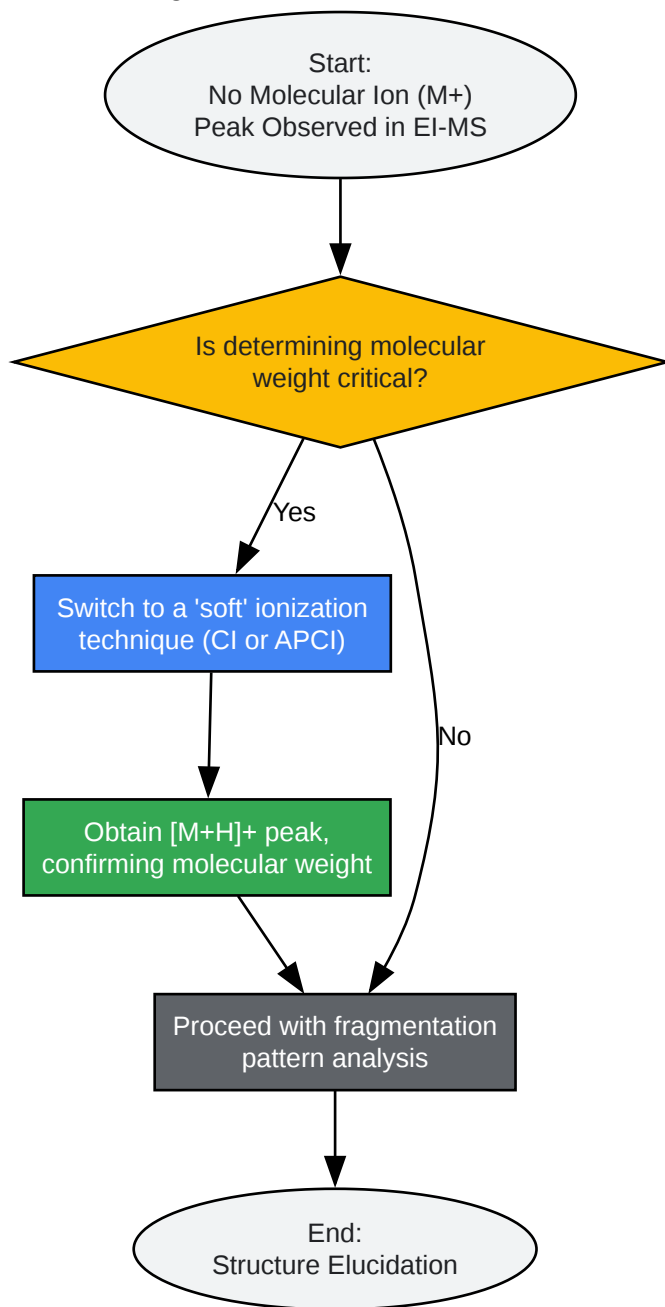 Start:
No Molecular Ion (M+)
Peak Observed in EI-MS
Is determining molecular
weight critical?
Yes
Switch to a 'soft' ionization
technique (CI or APCI)
No
Obtain [M+H]+ peak,
confirming molecular weight
Proceed with fragmentation
pattern analysis
End:
Structure Elucidation